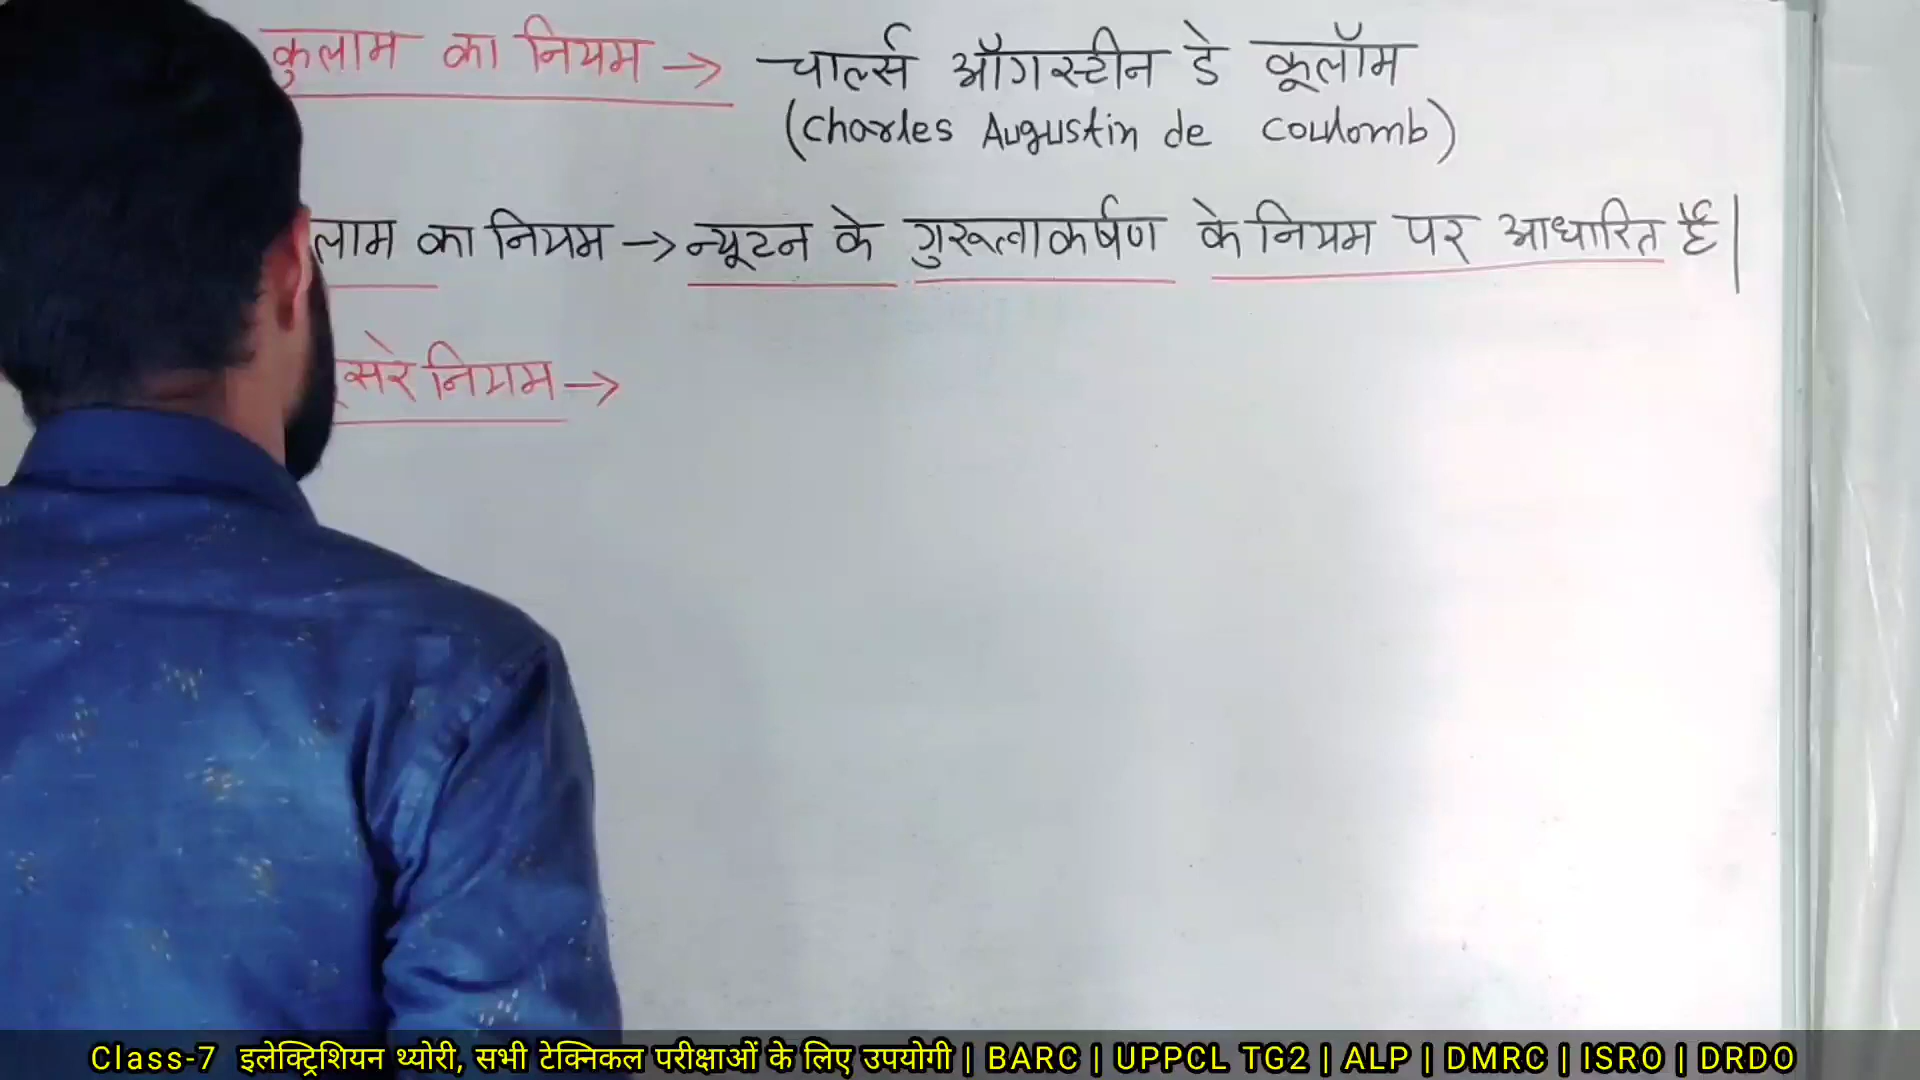 कुलाम का नियम → चार्ल्स ऑगस्टीन डे कूलॉम
(Charles Augustin de Coulomb)
लाम का नियम → न्यूटन के गुरूत्वाकर्षण के नियम पर आधारित है|
सरे नियम →
Class-7 इलेक्ट्रिशियन थ्योरी, सभी टेक्निकल परीक्षाओं के लिए उपयोगी | BARC | UPPCL TG2 | ALP | DMRC | ISRO | DRDO